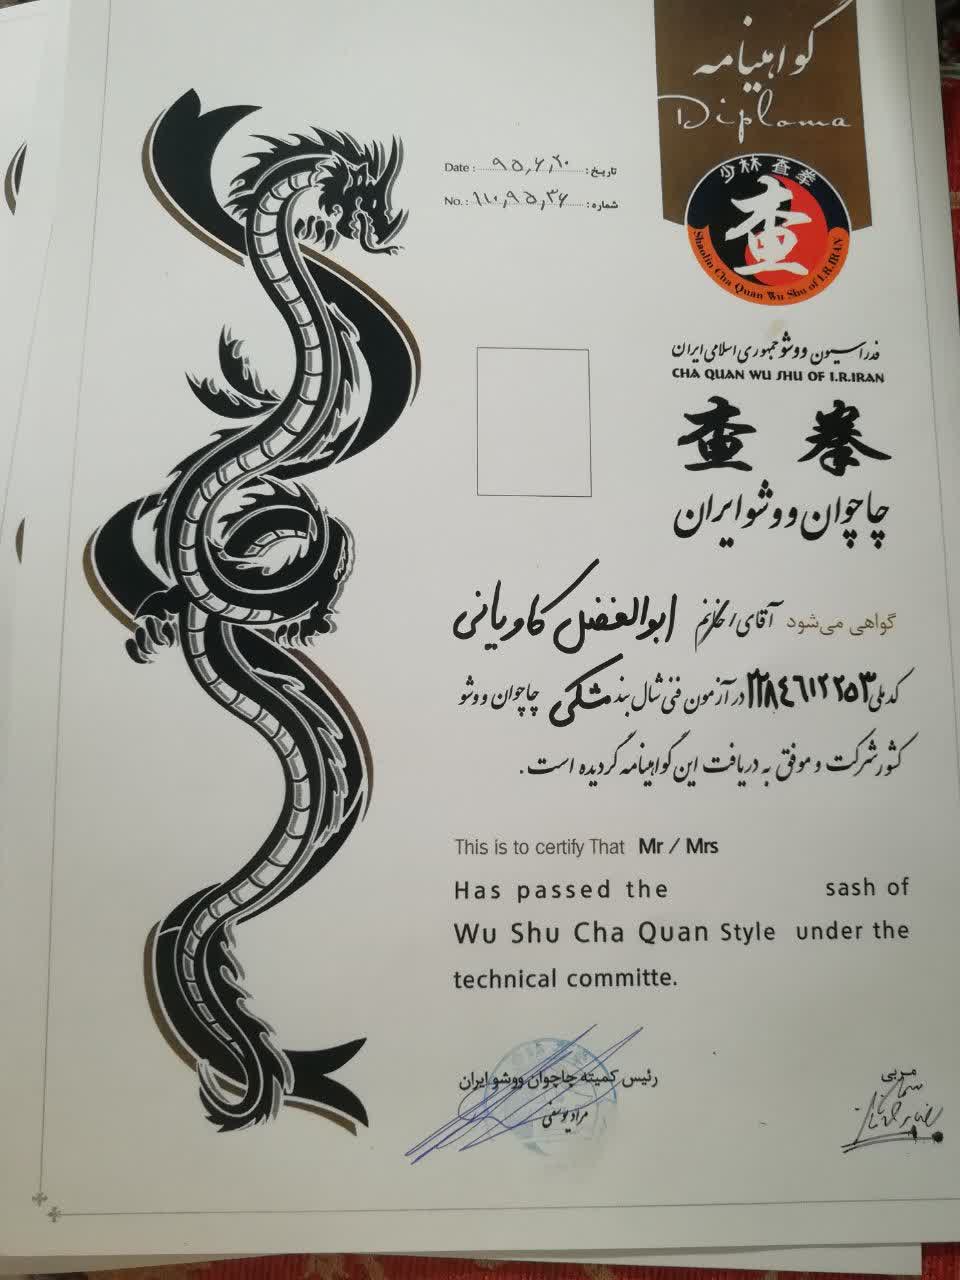 گواهینامه
Diploma
Date : ۹۵,۶,۲۰ تاریخ :
No. : ۱۱۰,۹۵,۳۶ شماره :
少林查拳
查
Shaolin Cha Quan Wu Shu of I.R.IRAN
فدراسیون ووشو جمهوری اسلامی ایران
CHA QUAN WU SHU OF I.R.IRAN
查 拳
چاچوان ووشو ایران
گواهی می‌شود آقای / خانم ابوالفضل کاویانی
کد ملی ۲۲۸۴۶۱۲۲۵۳ در آزمون فنی شال بند مشکی چاچوان ووشو
کشور شرکت و موفق به دریافت این گواهینامه گردیده است .
This is to certify That Mr / Mrs
Has passed the sash of
Wu Shu Cha Quan Style under the
technical committe.
رئیس کمیته چاچوان ووشو ایران
مراد یوسفی
مربی